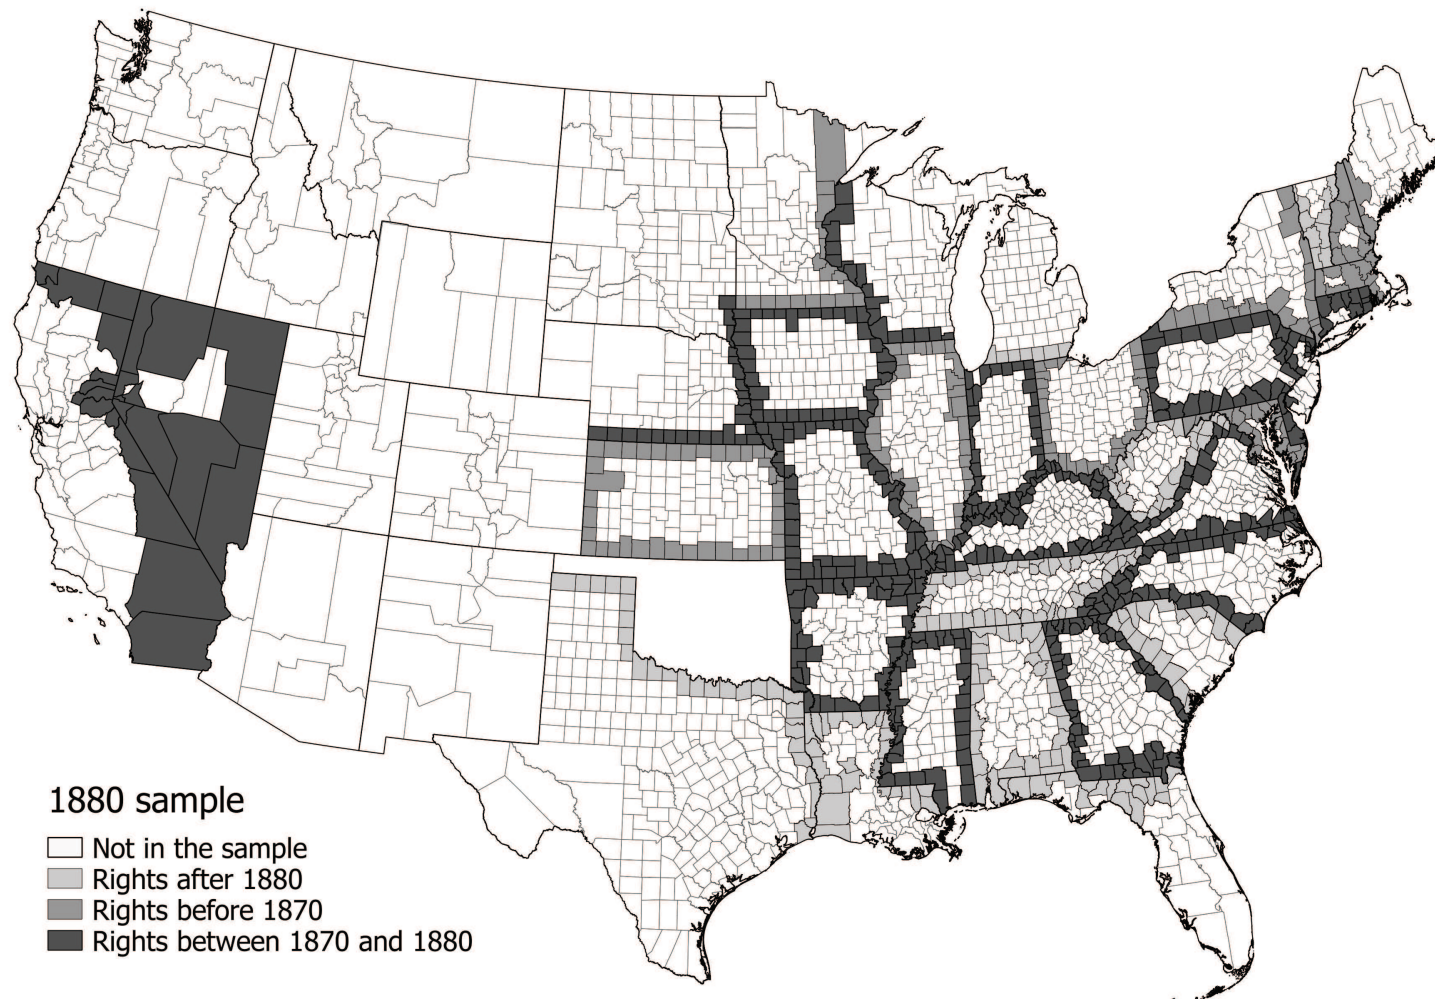 1880 sample
Not in the sample
Rights after 1880
Rights before 1870
Rights between 1870 and 1880